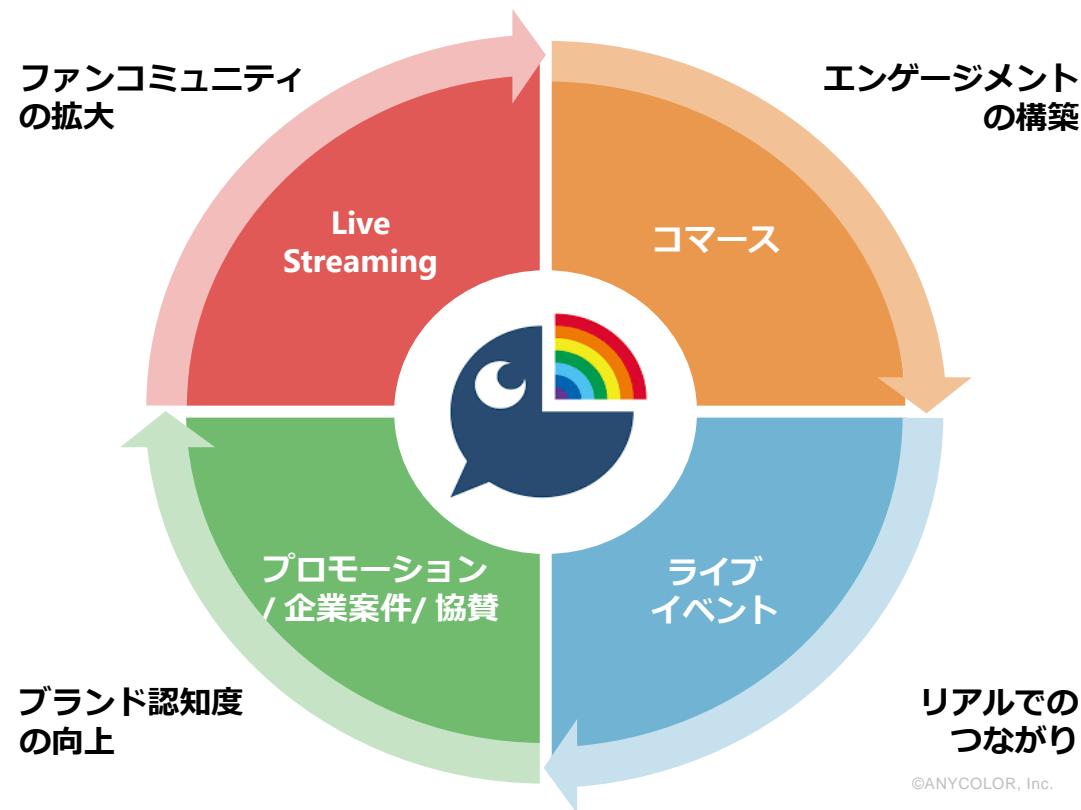 ファンコミュニティ
の拡大
エンゲージメント
の構築
Live
Streaming
コマース
プロモーション
/ 企業案件/ 協賛
ライブ
イベント
ブランド認知度
の向上
リアルでの
つながり
©ANYCOLOR, Inc.